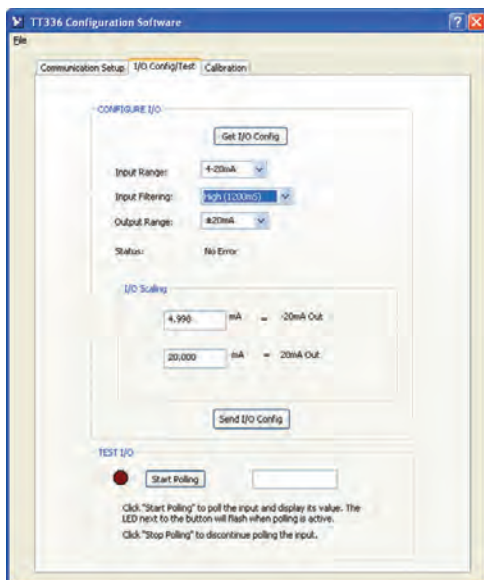 TT336 Configuration Software
File
Communication Setup I/O Config/Test Calibration
CONFIGURE I/O
Get I/O Config
Input Range: 4-20mA
Input Filtering: High (1200mS)
Output Range: ±20mA
Status: No Error
I/O Scaling
4.998 mA = -20mA Out
20.000 mA = 20mA Out
Send I/O Config
TEST I/O
Start Polling
Click "Start Polling" to poll the input and display its value. The
LED next to the button will flash when polling is active.
Click "Stop Polling" to discontinue polling the input.